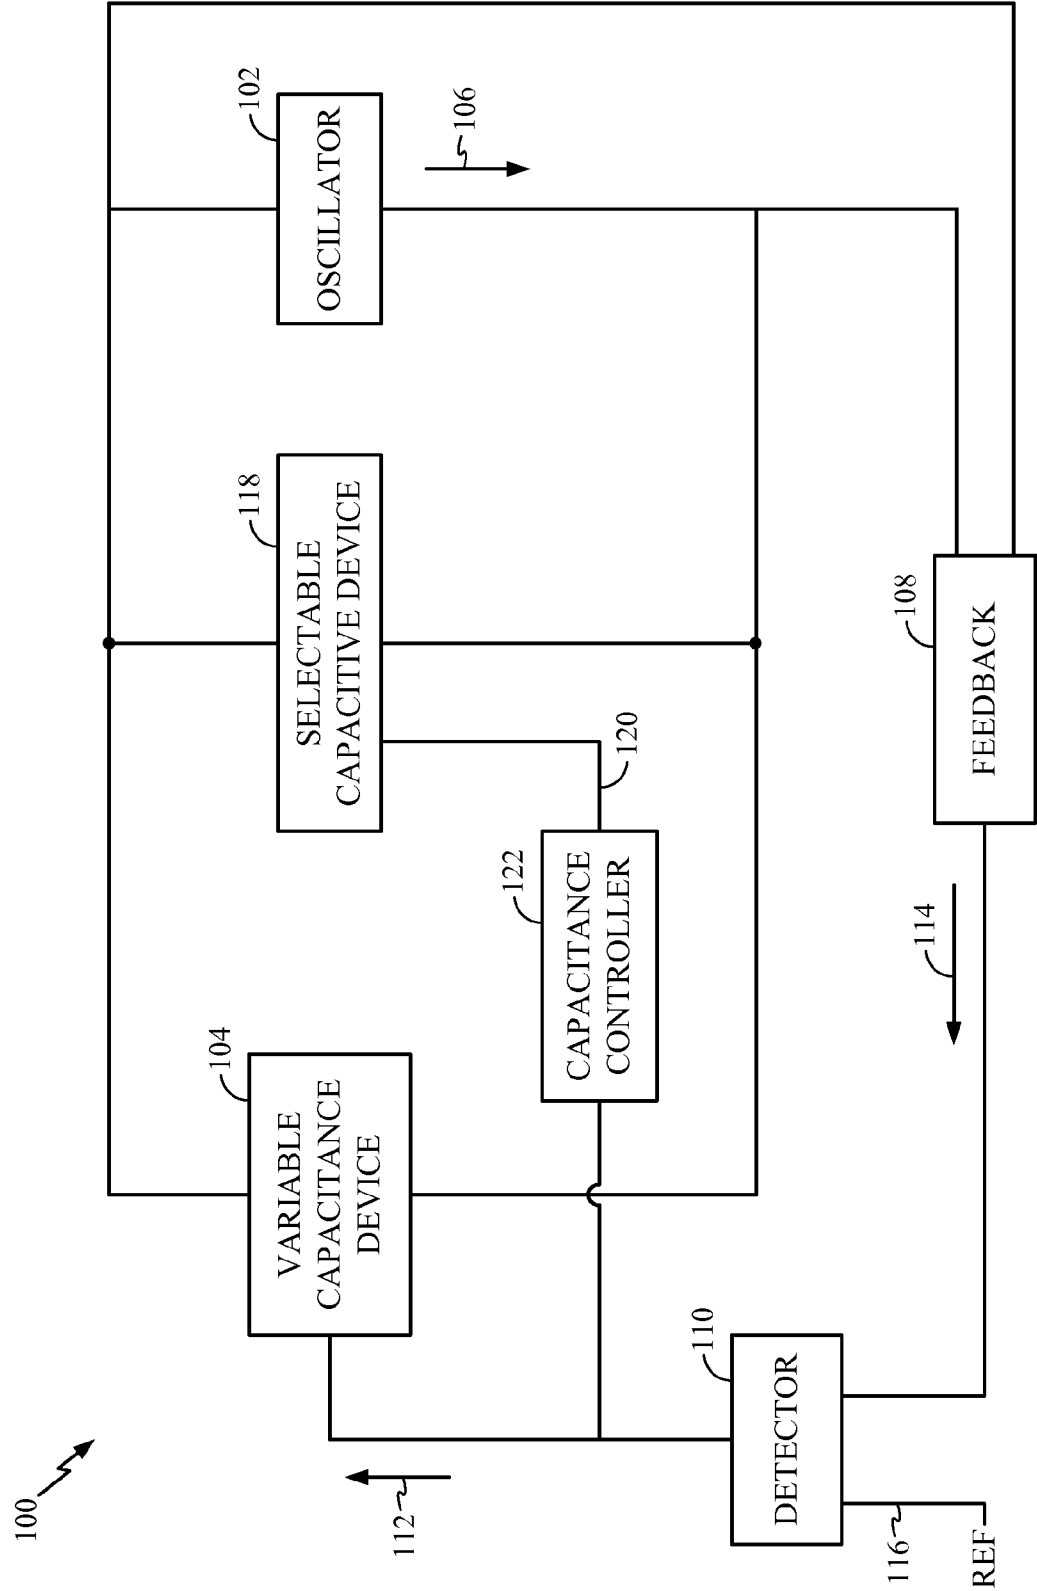 100
VARIABLE
CAPACITANCE
DEVICE
104
SELECTABLE
CAPACITIVE DEVICE
118
OSCILLATOR
102
106
112
CAPACITANCE
CONTROLLER
122
120
DETECTOR
110
116
REF
114
FEEDBACK
108